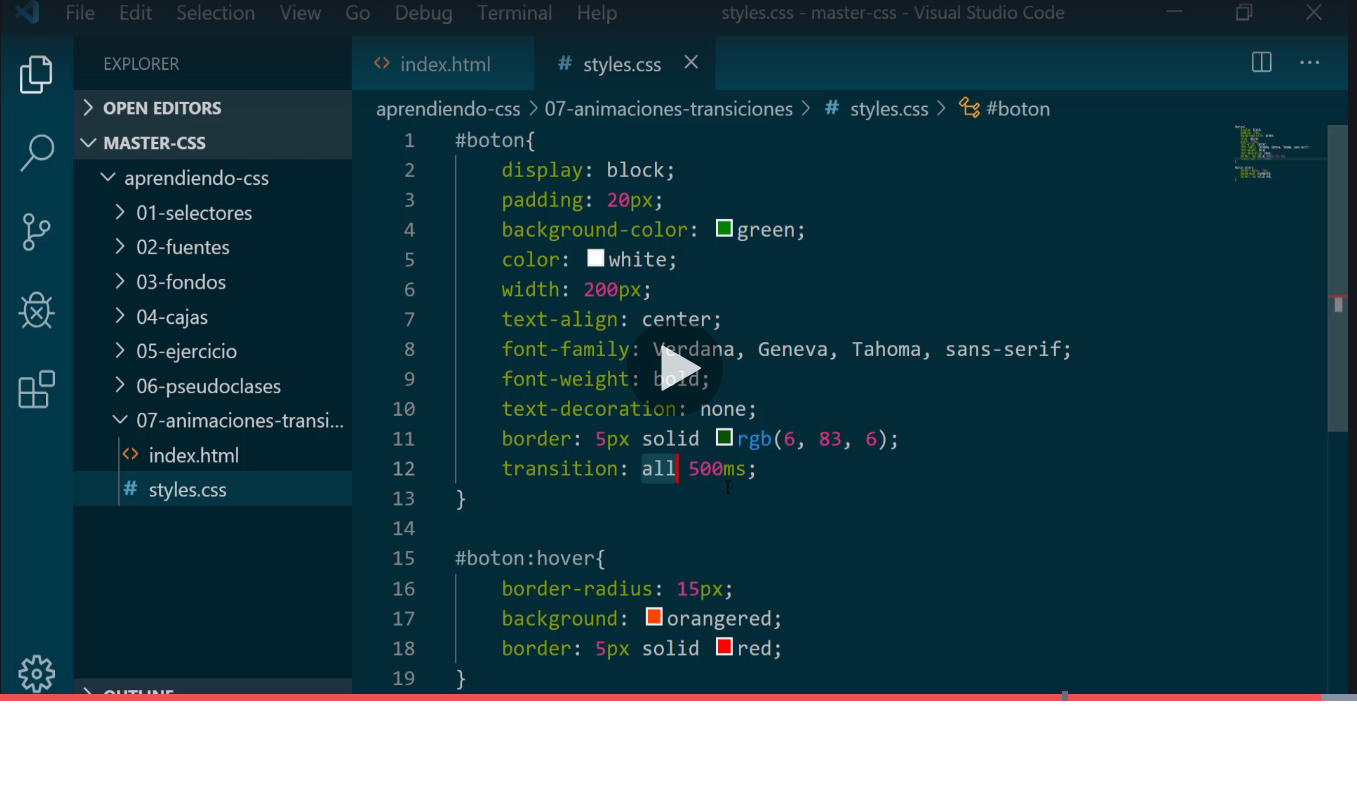 File Edit Selection View Go Debug Terminal Help styles.css - master-css - Visual Studio Code
EXPLORER
OPEN EDITORS
MASTER-CSS
aprendiendo-css
01-selectores
02-fuentes
03-fondos
04-cajas
05-ejercicio
06-pseudoclases
07-animaciones-transi...
<> index.html
# styles.css
OUTLINE
<> index.html # styles.css
aprendiendo-css > 07-animaciones-transiciones > # styles.css > #boton
1 #boton{
2 display: block;
3 padding: 20px;
4 background-color: green;
5 color: white;
6 width: 200px;
7 text-align: center;
8 font-family: Verdana, Geneva, Tahoma, sans-serif;
9 font-weight: bold;
10 text-decoration: none;
11 border: 5px solid rgb(6, 83, 6);
12 transition: all 500ms;
13 }
14
15 #boton:hover{
16 border-radius: 15px;
17 background: orangered;
18 border: 5px solid red;
19 }